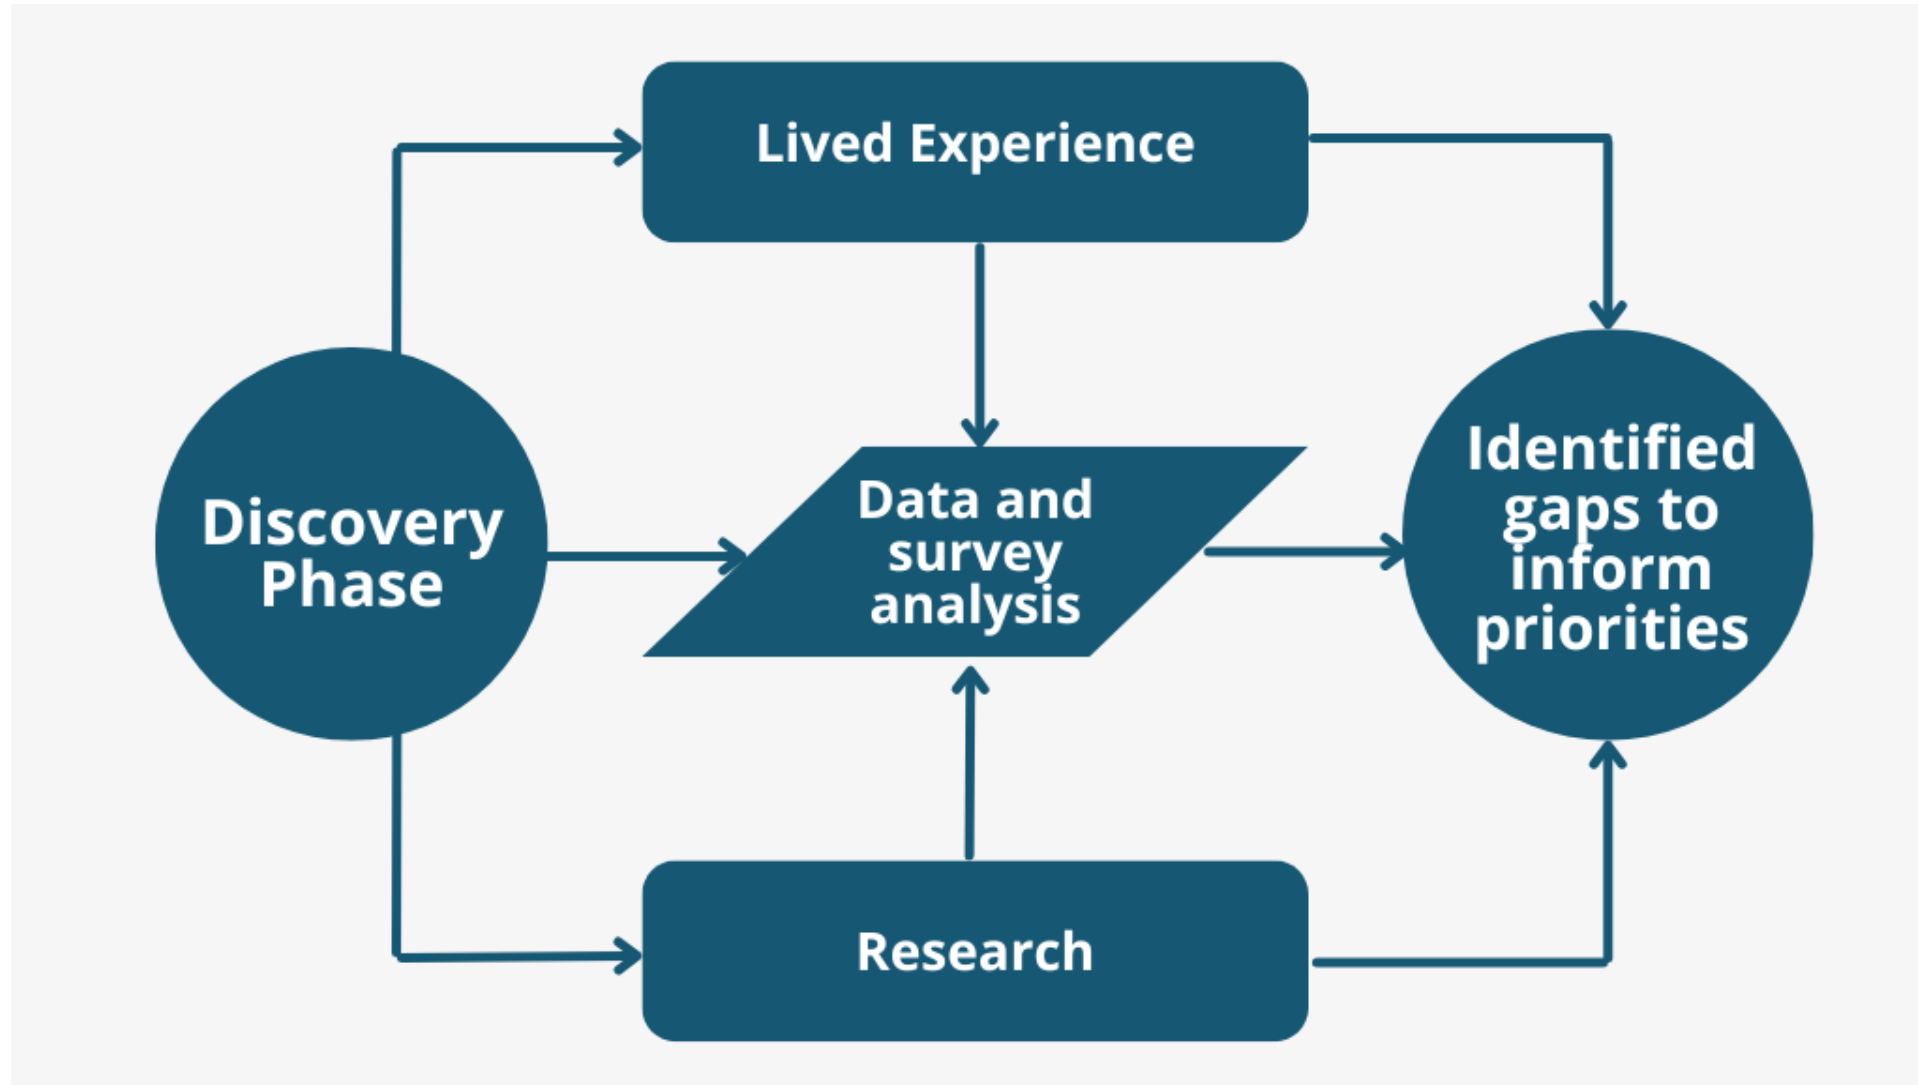 Lived Experience
Discovery
Phase
Data and
survey
analysis
Identified
gaps to
inform
priorities
Research